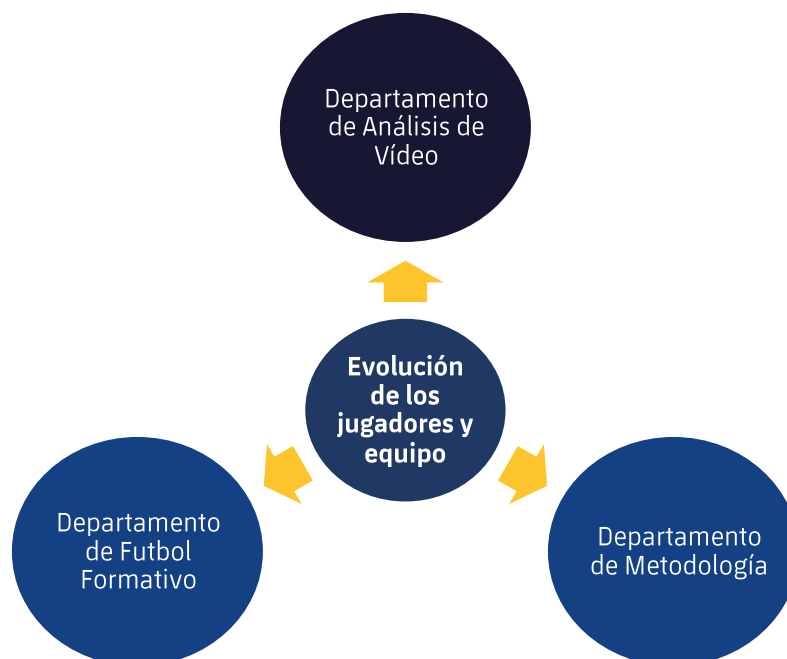 Departamento
de Análisis de
Vídeo
Evolución
de los
jugadores y
equipo
Departamento
de Futbol
Formativo
Departamento
de Metodología